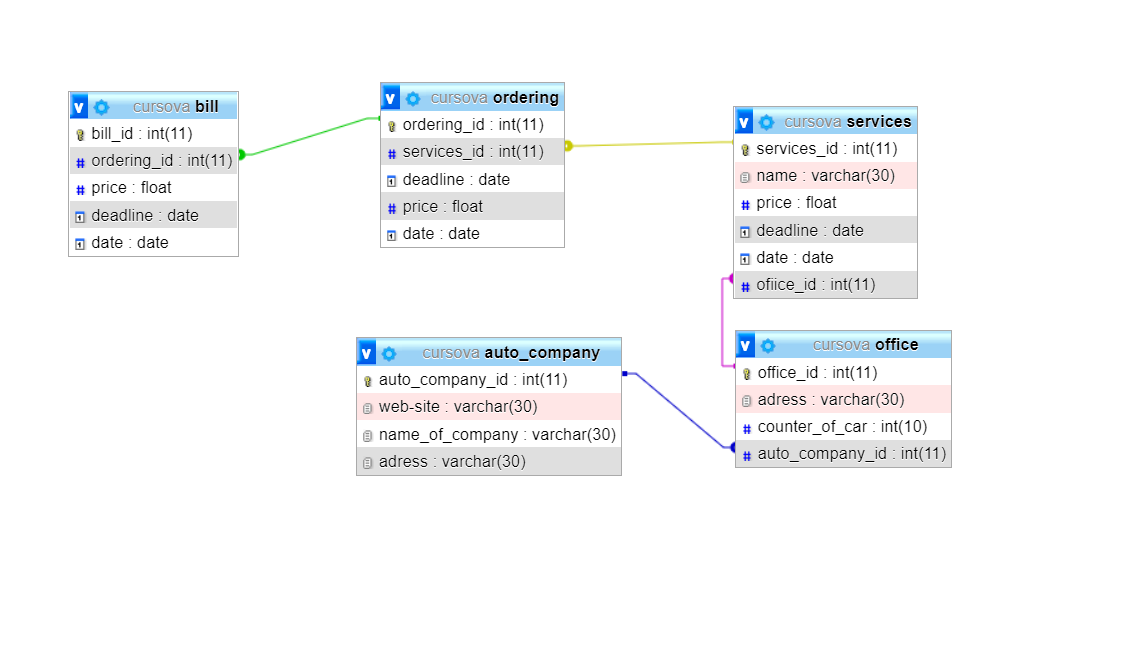 v cursova bill
bill_id : int(11)
# ordering_id : int(11)
# price : float
deadline : date
date : date
v cursova ordering
ordering_id : int(11)
# services_id : int(11)
deadline : date
# price : float
date : date
v cursova services
services_id : int(11)
name : varchar(30)
# price : float
deadline : date
date : date
# ofiice_id : int(11)
v cursova auto_company
auto_company_id : int(11)
web-site : varchar(30)
name_of_company : varchar(30)
adress : varchar(30)
v cursova office
office_id : int(11)
adress : varchar(30)
# counter_of_car : int(10)
# auto_company_id : int(11)